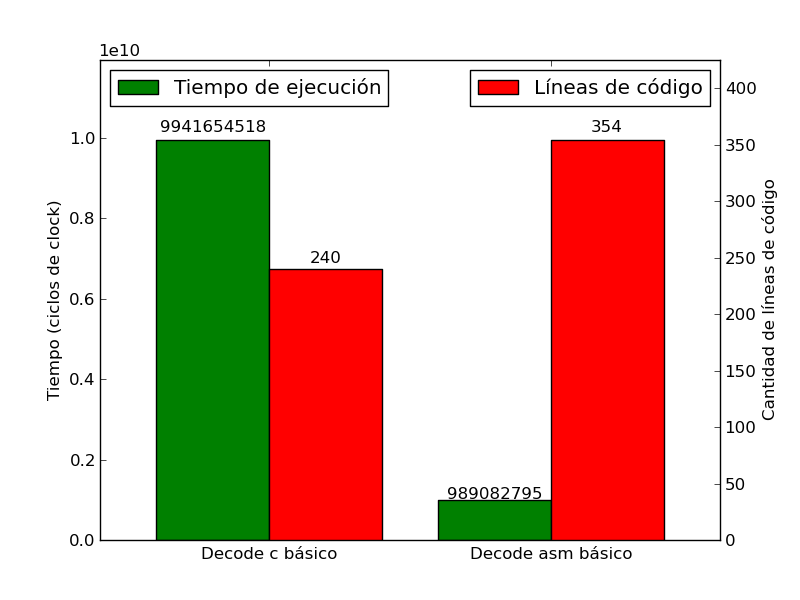 1e10
Tiempo de ejecución
Líneas de código
9941654518
240
989082795
354
1.0
0.8
0.6
0.4
0.2
0.0
Tiempo (ciclos de clock)
400
350
300
250
200
150
100
50
0
Cantidad de líneas de código
Decode c básico
Decode asm básico